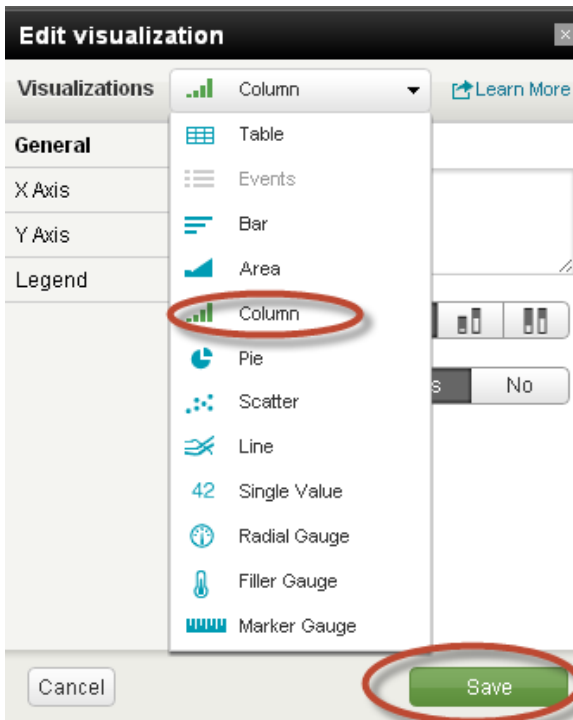 Edit visualization
Visualizations Column Learn More
General
X Axis
Y Axis
Legend
Table
Events
Bar
Area
Column
Pie
Scatter
Line
42 Single Value
Radial Gauge
Filler Gauge
Marker Gauge
No
Cancel Save